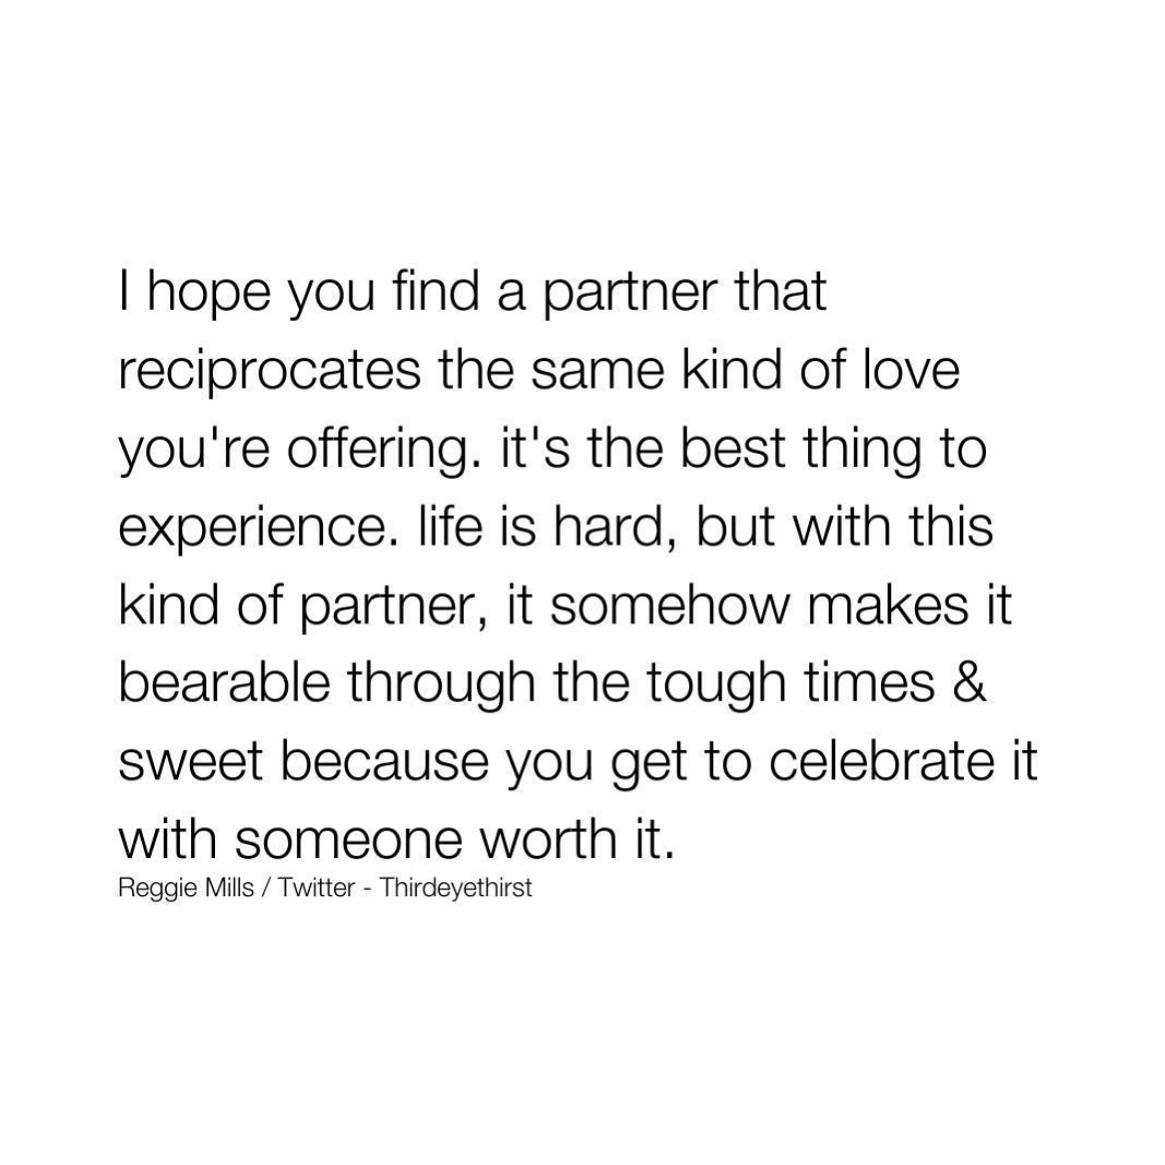 I hope you find a partner that
reciprocates the same kind of love
you're offering. it's the best thing to
experience. life is hard, but with this
kind of partner, it somehow makes it
bearable through the tough times &
sweet because you get to celebrate it
with someone worth it.
Reggie Mills / Twitter - Thirdeyethirst